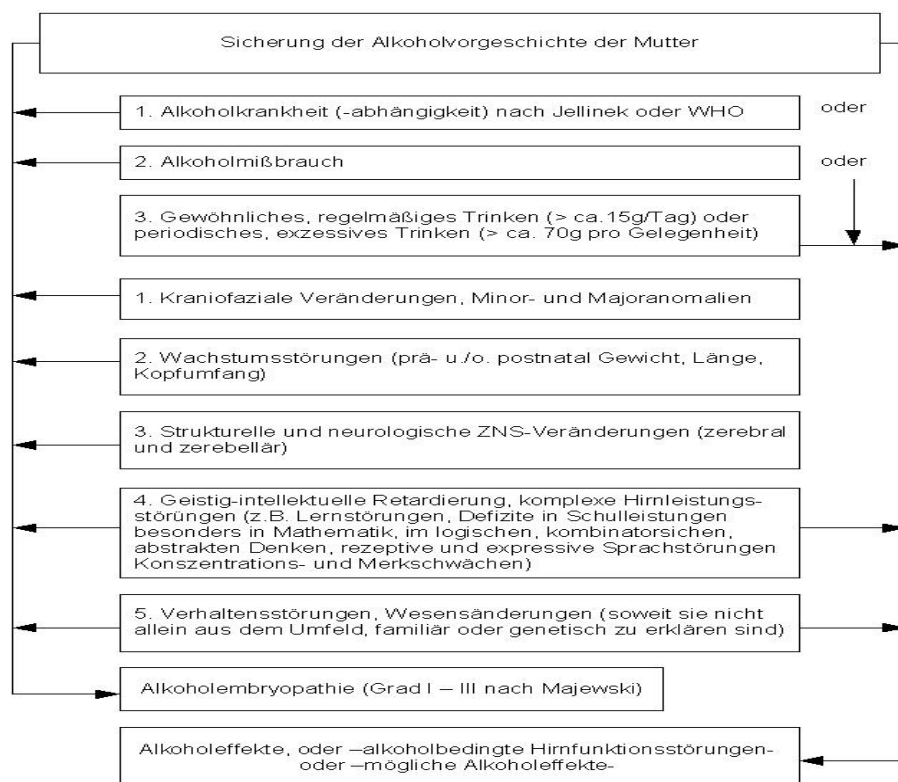 Sicherung der Alkoholvorgeschichte der Mutter
1. Alkoholkrankheit (-abhängigkeit) nach Jellinek oder WHO
oder
2. Alkoholmißbrauch
oder
3. Gewöhnliches, regelmäßiges Trinken (> ca.15g/Tag) oder
periodisches, exzessives Trinken (> ca. 70g pro Gelegenheit)
1. Kraniofaziale Veränderungen, Minor- und Majoranomalien
2. Wachstumsstörungen (prä- u./o. postnatal Gewicht, Länge,
Kopfumfang)
3. Strukturelle und neurologische ZNS-Veränderungen (zerebral
und zerebellär)
4. Geistig-intellektuelle Retardierung, komplexe Hirnleistungs-
störüngen (z.B. Lernstörungen, Defizite in Schulleistungen
besonders in Mathematik, im logischen, kombinatorsichen,
abstrakten Denken, rezeptive und expressive Sprachstörungen
Konszentrations- und Merkschwächen)
5. Verhaltensstörungen, Wesensänderungen (soweit sie nicht
allein aus dem Umfeld, familiär oder genetisch zu erklären sind)
Alkoholembryopathie (Grad I – III nach Majewski)
Alkoholeffekte, oder –alkoholbedingte Hirnfunktionsstörungen-
oder –mögliche Alkoholeffekte-